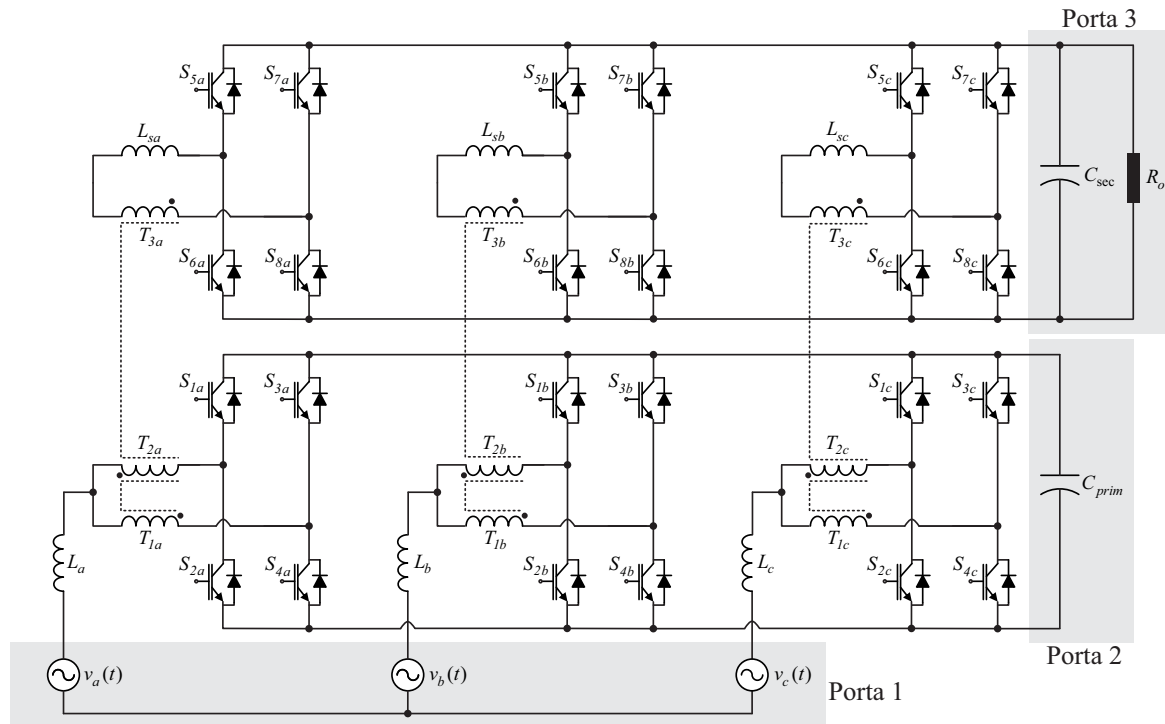 Porta 3
S5a S7a S5b S7b S5c S7c
Lsa Lsb Lsc
Csec Ro
T3a T3b T3c
S6a S8a S6b S8b S6c S8c
S1a S3a S1b S3b S1c S3c
T2a T2b T2c
Cprim
T1a T1b T1c
La Lb Lc
S2a S4a S2b S4b S2c S4c
Porta 2
va(t) vb(t) vc(t)
Porta 1